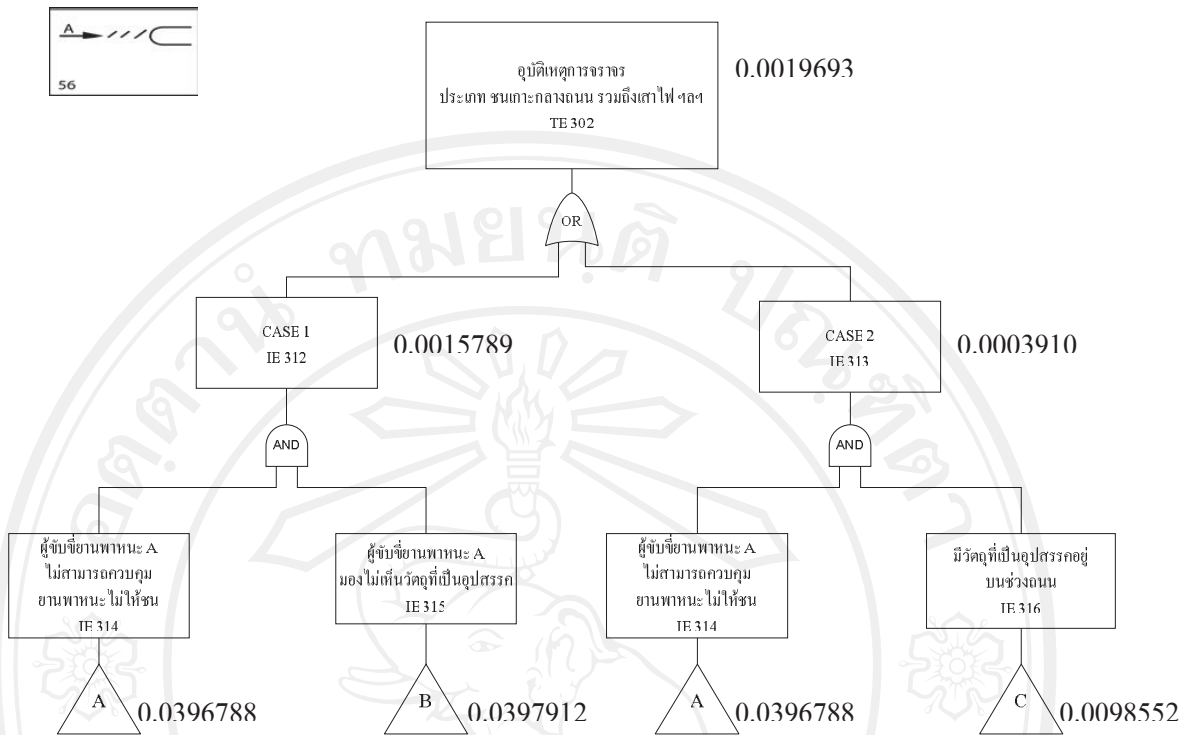 A
56
อุบัติเหตุการจราจร
ประเภท ชนเกาะกลางถนน รวมถึงเสาไฟ ฯลฯ
TE 302
0.0019693
OR
CASE 1
IE 312
0.0015789
CASE 2
IE 313
0.0003910
AND
AND
ผู้ขับขี่ยานพาหนะ A
ไม่สามารถควบคุม
ยานพาหนะ ไม่ให้ชน
IE 314
ผู้ขับขี่ยานพาหนะ A
มองไม่เห็นวัตถุที่เป็นอุปสรรค
IE 315
ผู้ขับขี่ยานพาหนะ A
ไม่สามารถควบคุม
ยานพาหนะ ไม่ให้ชน
IE 314
มีวัตถุที่เป็นอุปสรรคอยู่
บนช่วงถนน
IE 316
A
0.0396788
B
0.0397912
A
0.0396788
C
0.0098552